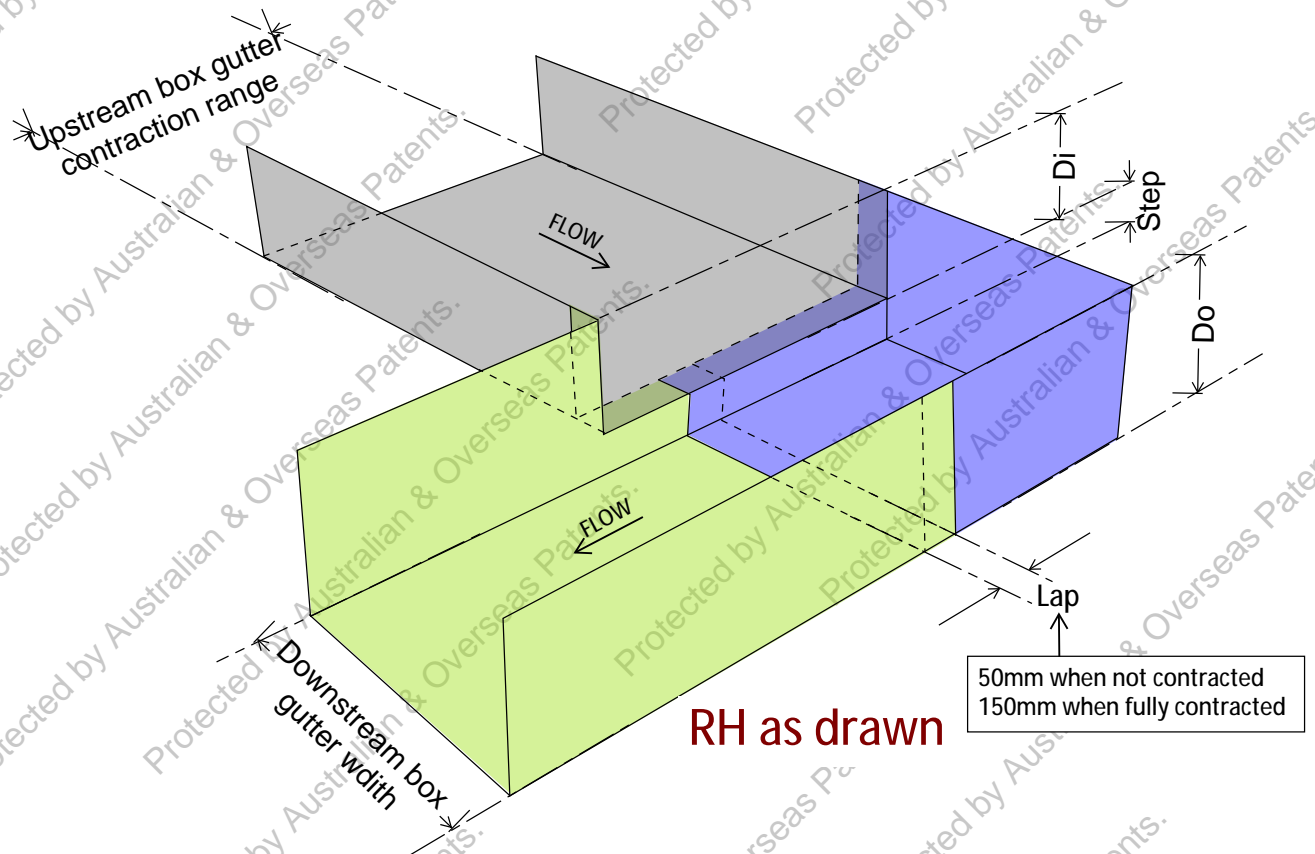 Upstream box gutter
contraction range
FLOW
Di
Step
Do
FLOW
Lap
50mm when not contracted
150mm when fully contracted
Downstream box
gutter wdith
RH as drawn
Protected by Australian & Overseas Patents.